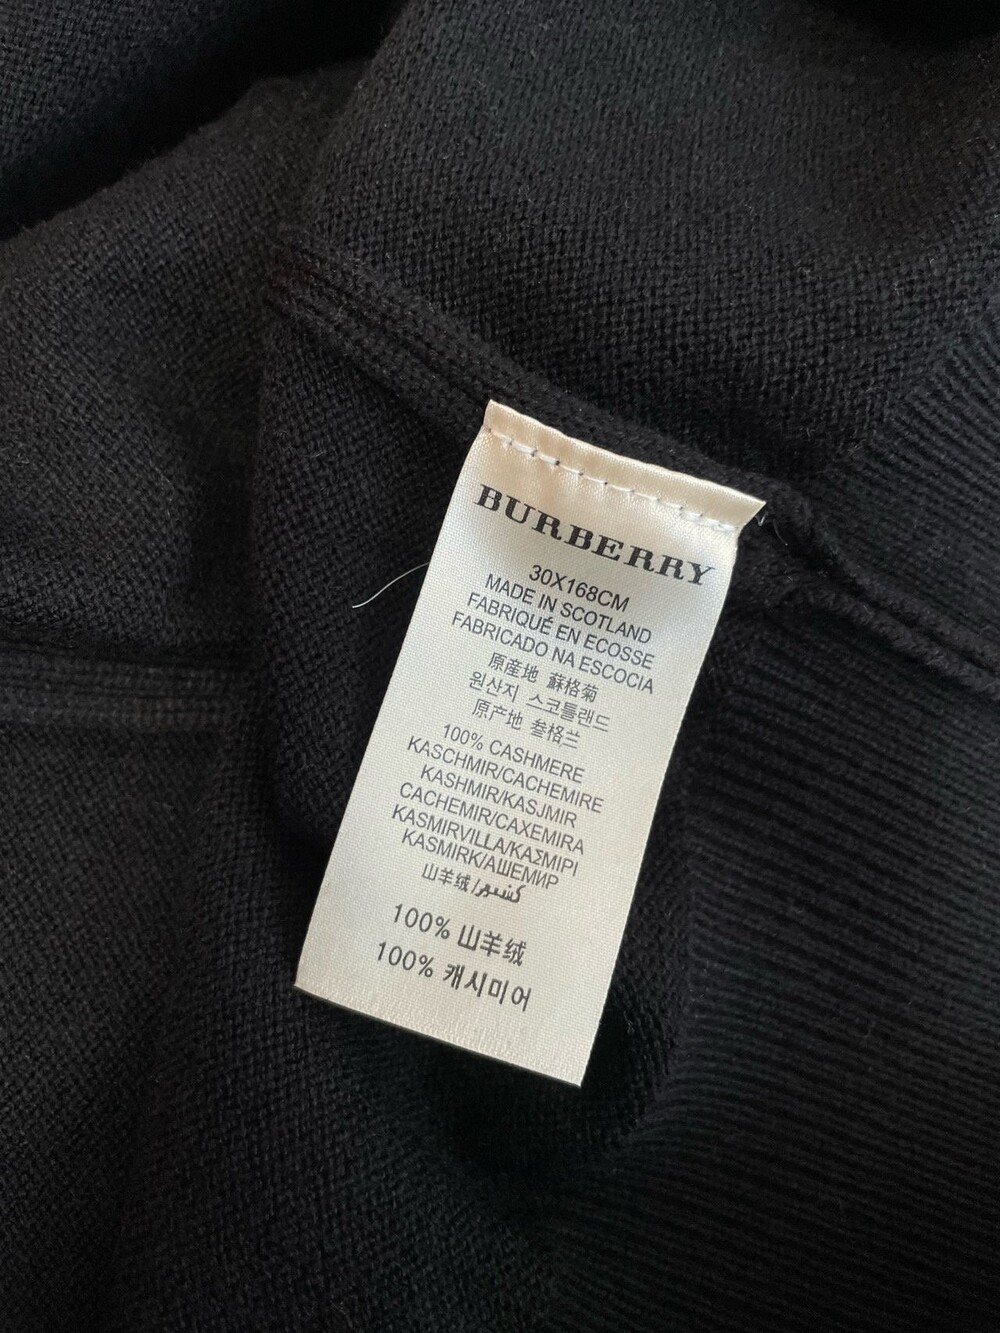 BURBERRY
30X168CM
MADE IN SCOTLAND
FABRIQUÉ EN ECOSSE
FABRICADO NA ESCOCIA
原産地 蘇格菊
원산지 스코틀랜드
原产地 叁格兰
100% CASHMERE
KASCHMIR/CACHEMIRE
KASHMIR/KASJMIR
CACHEMIR/CAXEMIRA
KASMIRVILLA/ΚΑΣΜΙΡΙ
KASMIRK/АШЕМИР
山羊绒/كشمير
100% 山羊绒
100% 캐시미어